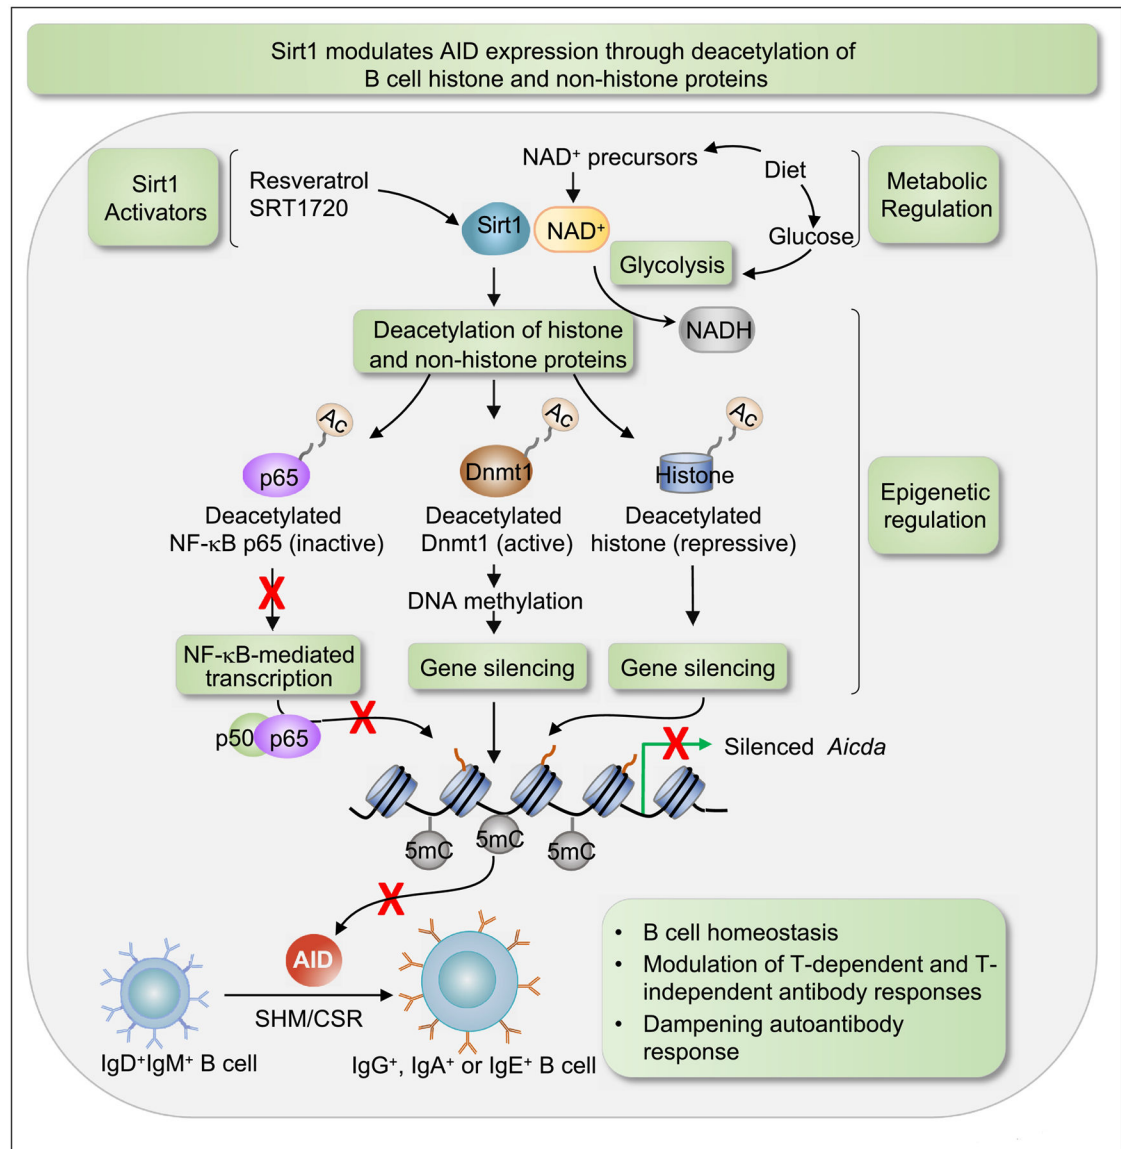 Sirt1 modulates AID expression through deacetylation of
B cell histone and non-histone proteins
Sirt1
Activators
Resveratrol
SRT1720
NAD⁺ precursors
Diet
Metabolic
Regulation
Sirt1
NAD⁺
Glucose
Glycolysis
NADH
Deacetylation of histone
and non-histone proteins
Ac
Ac
Ac
p65
Dnmt1
Histone
Deacetylated
NF-κB p65 (inactive)
Deacetylated
Dnmt1 (active)
Deacetylated
histone (repressive)
Epigenetic
regulation
X
DNA methylation
NF-κB-mediated
transcription
Gene silencing
Gene silencing
X
p50
p65
X
Silenced Aicda
5mC
5mC
5mC
X
AID
SHM/CSR
IgD⁺IgM⁺ B cell
IgG⁺, IgA⁺ or IgE⁺ B cell
• B cell homeostasis
• Modulation of T-dependent and T-
independent antibody responses
• Dampening autoantibody
response